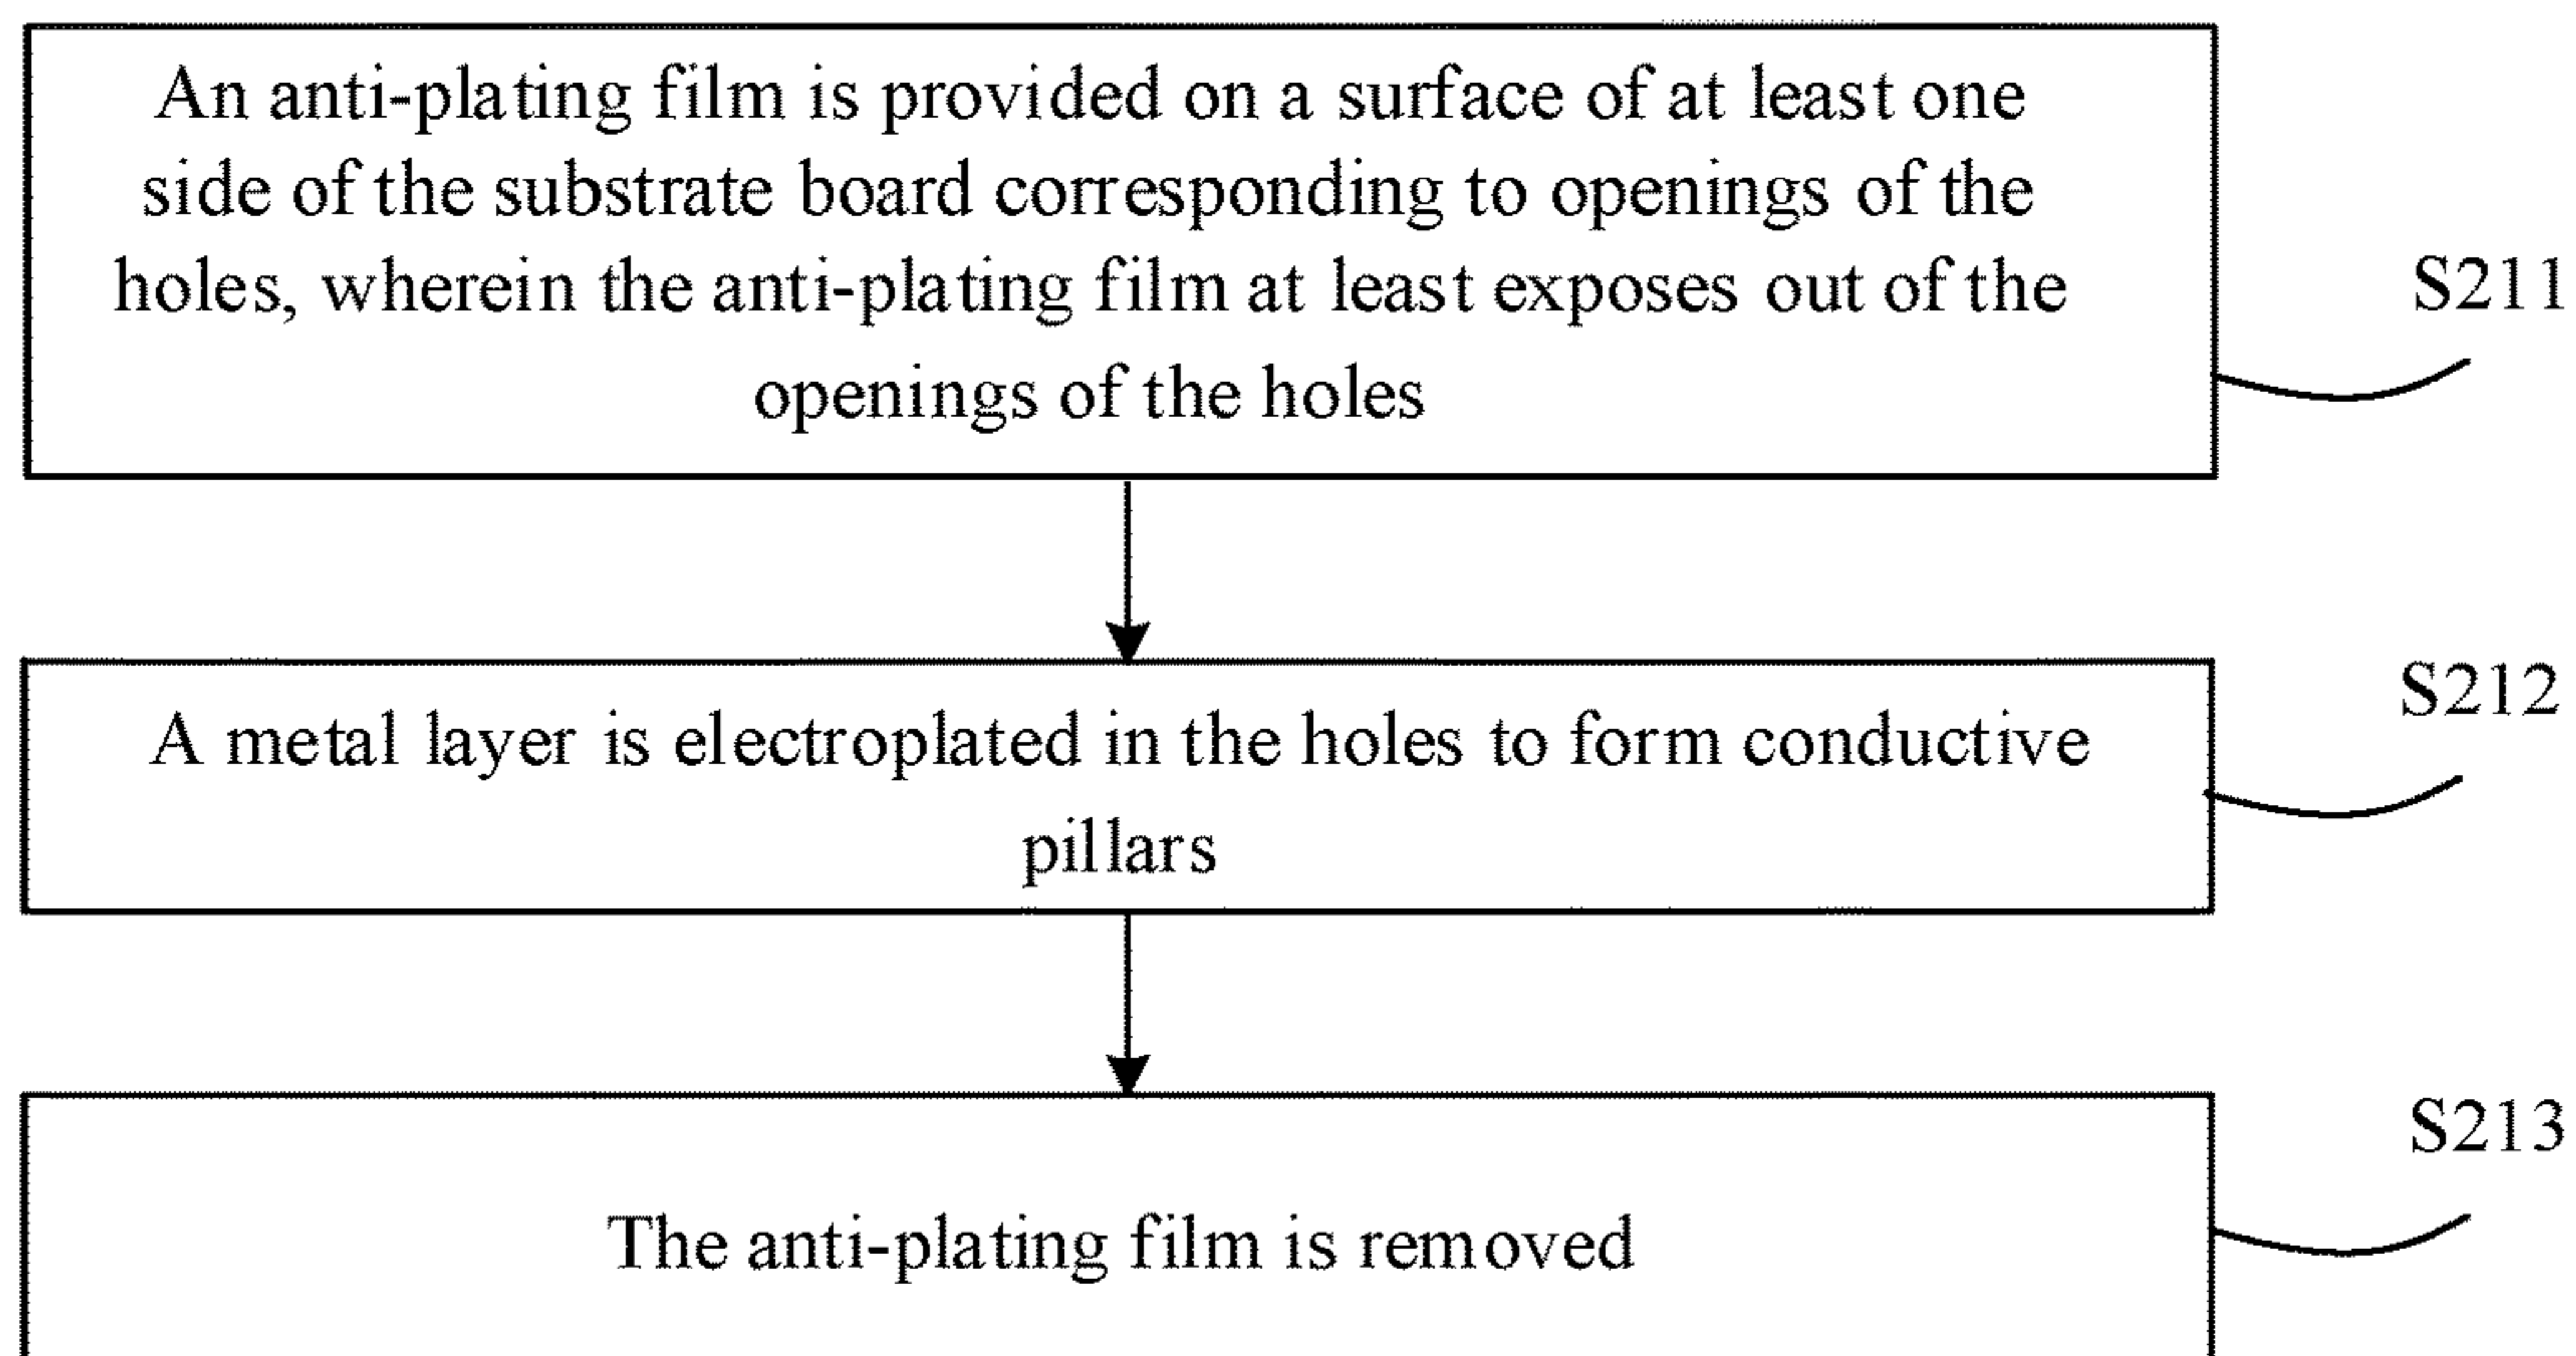 An anti-plating film is provided on a surface of at least one
side of the substrate board corresponding to openings of the
holes, wherein the anti-plating film at least exposes out of the
openings of the holes
S211
A metal layer is electroplated in the holes to form conductive
pillars
S212
The anti-plating film is removed
S213